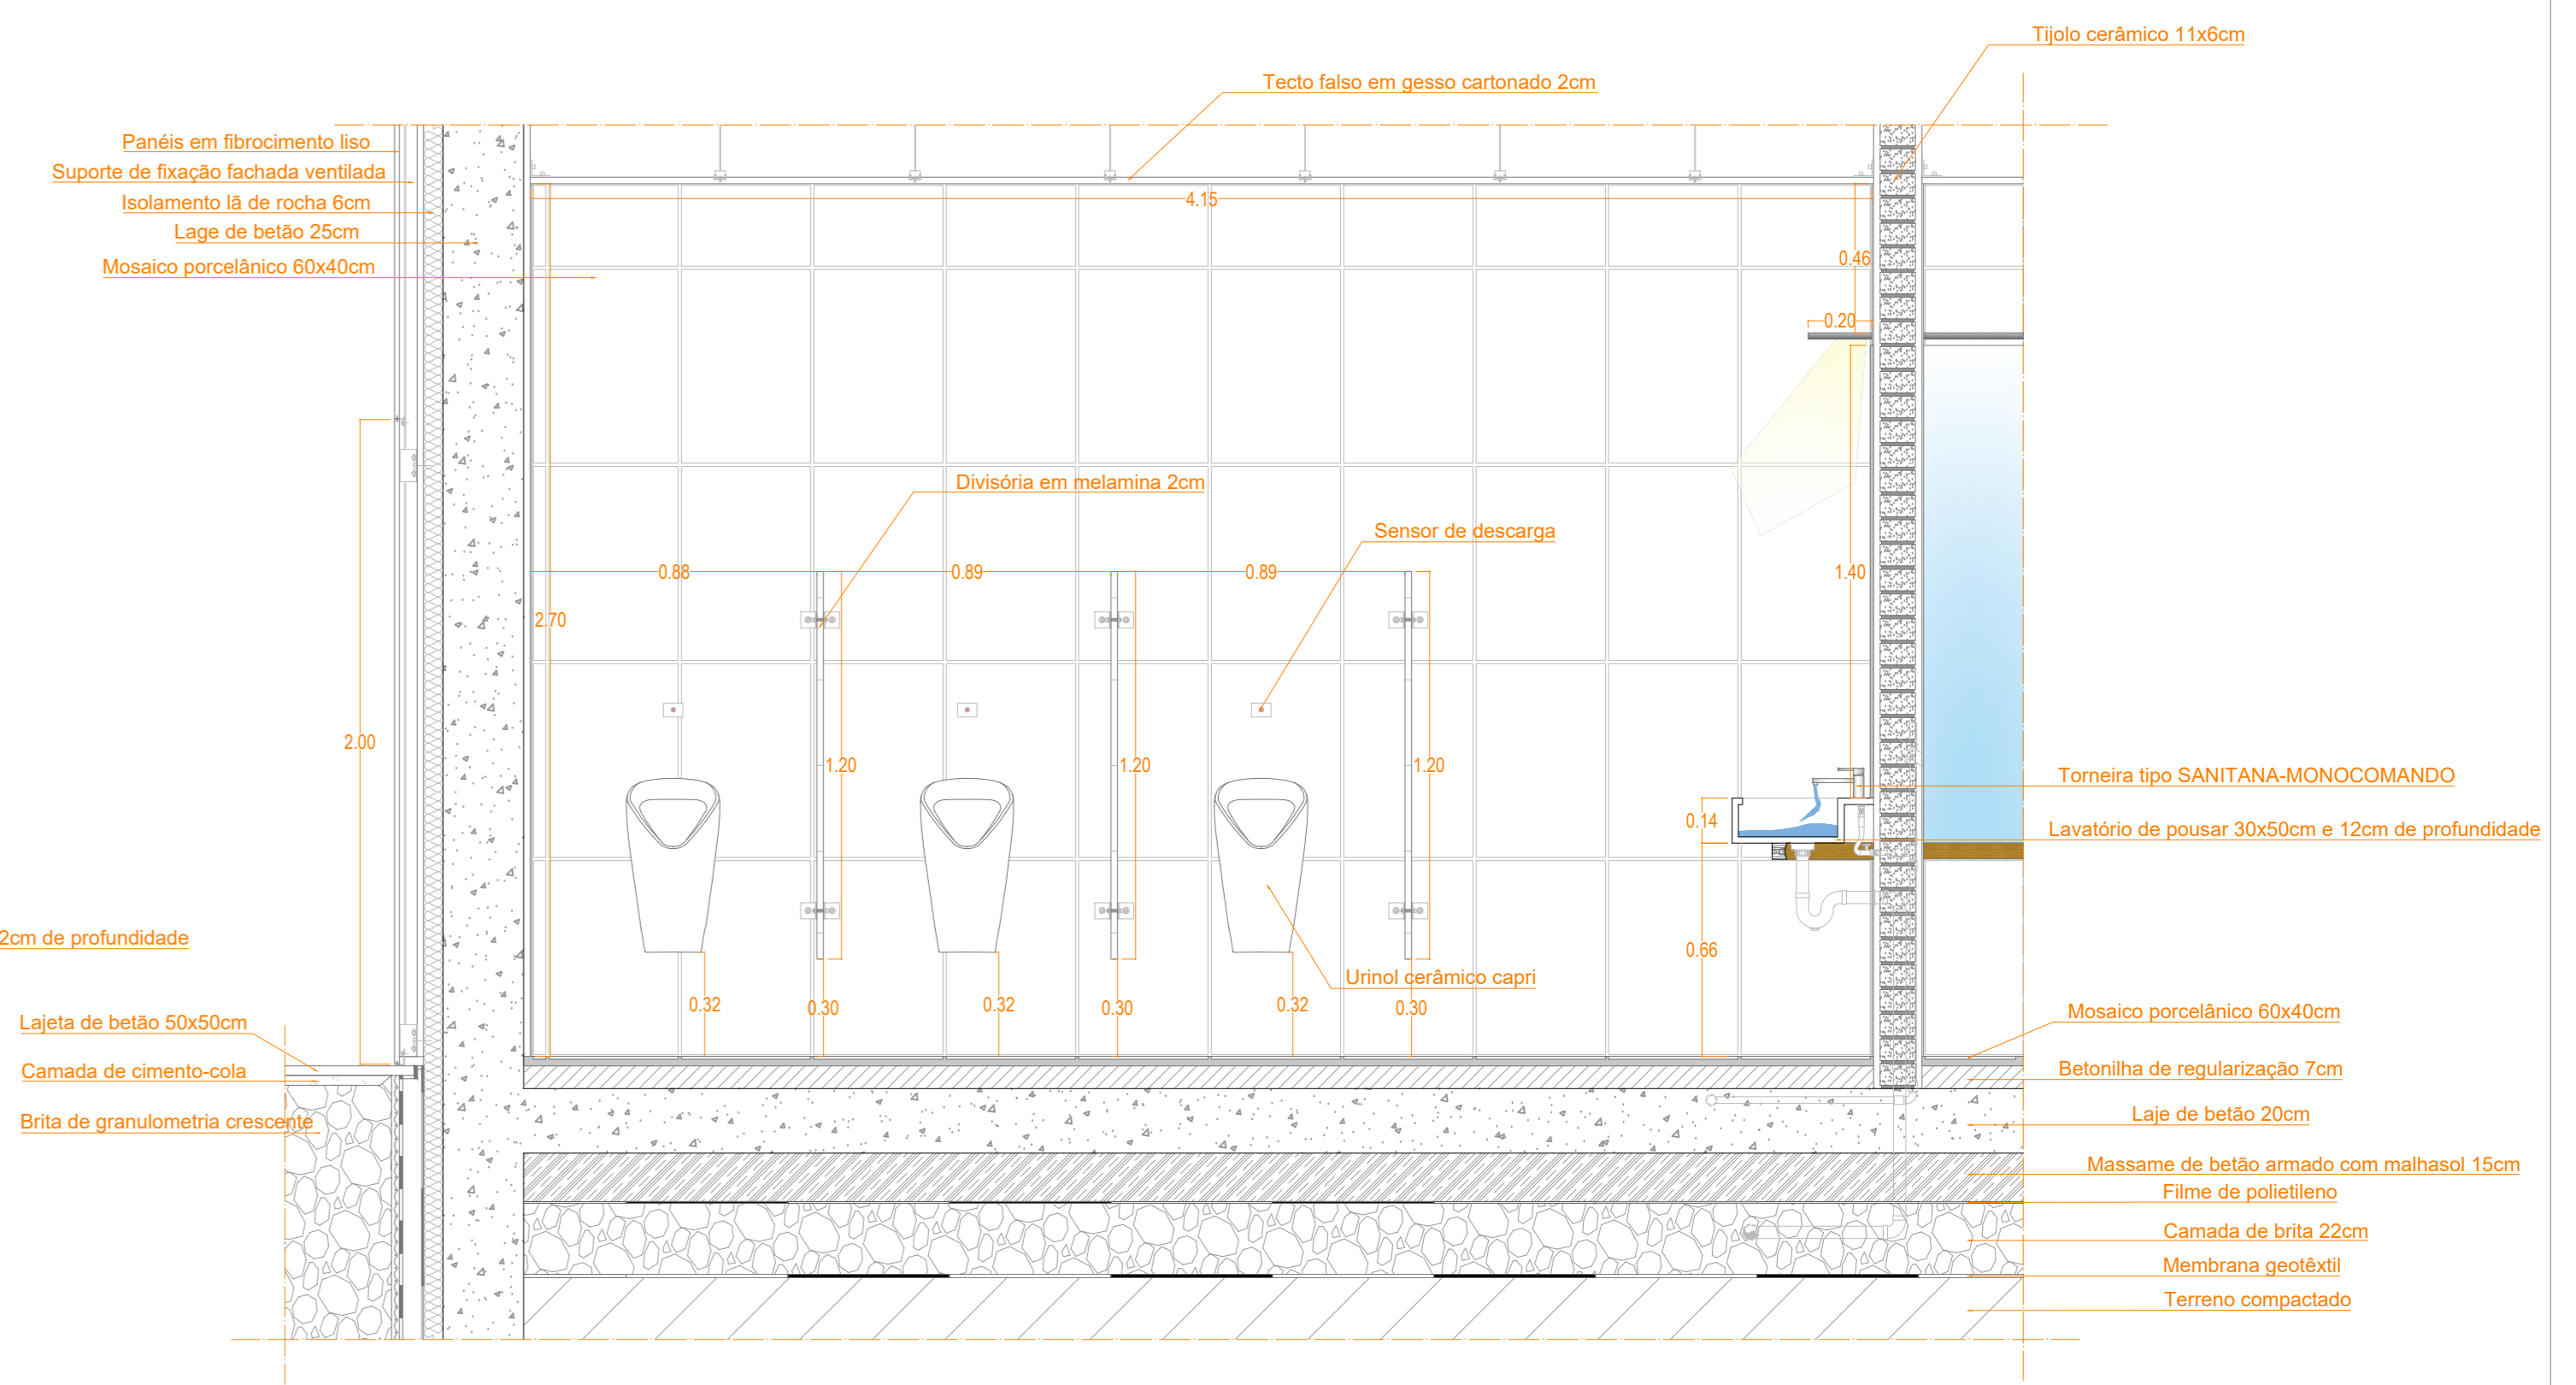 Tijolo cerâmico 11x6cm
Tecto falso em gesso cartonado 2cm
Panéis em fibrocimento liso
Suporte de fixação fachada ventilada
Isolamento lã de rocha 6cm
Lage de betão 25cm
Mosaico porcelânico 60x40cm
4.15
0.46
0.20
Divisória em melamina 2cm
Sensor de descarga
0.88
0.89
0.89
1.40
2.70
2.00
1.20
1.20
1.20
Torneira tipo SANITANA-MONOCOMANDO
0.14
Lavatório de pousar 30x50cm e 12cm de profundidade
2cm de profundidade
0.66
Urinol cerâmico capri
0.32
0.30
0.32
0.30
0.32
0.30
Lajeta de betão 50x50cm
Camada de cimento-cola
Brita de granulometria crescente
Mosaico porcelânico 60x40cm
Betonilha de regularização 7cm
Laje de betão 20cm
Massame de betão armado com malhasol 15cm
Filme de polietileno
Camada de brita 22cm
Membrana geotêxtil
Terreno compactado